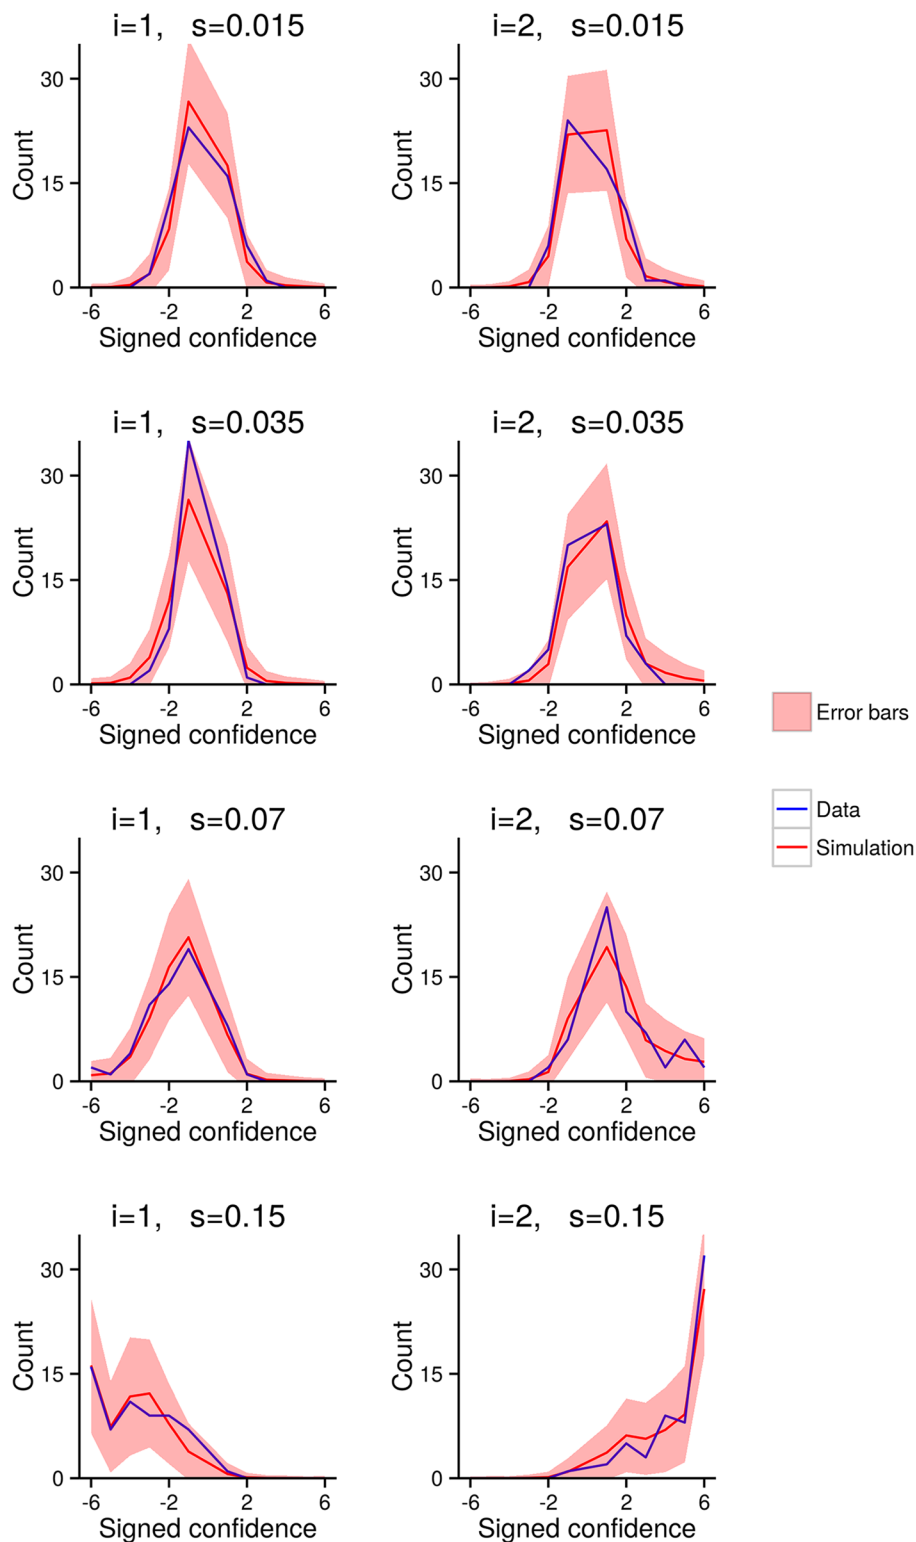 i=1, s=0.015
i=2, s=0.015
30
15
0
Count
-6 -2 2 6
Signed confidence
30
15
0
Count
-6 -2 2 6
Signed confidence
i=1, s=0.035
i=2, s=0.035
30
15
0
Count
-6 -2 2 6
Signed confidence
30
15
0
Count
-6 -2 2 6
Signed confidence
Error bars
Data
Simulation
i=1, s=0.07
i=2, s=0.07
30
15
0
Count
-6 -2 2 6
Signed confidence
30
15
0
Count
-6 -2 2 6
Signed confidence
i=1, s=0.15
i=2, s=0.15
30
15
0
Count
-6 -2 2 6
Signed confidence
30
15
0
Count
-6 -2 2 6
Signed confidence